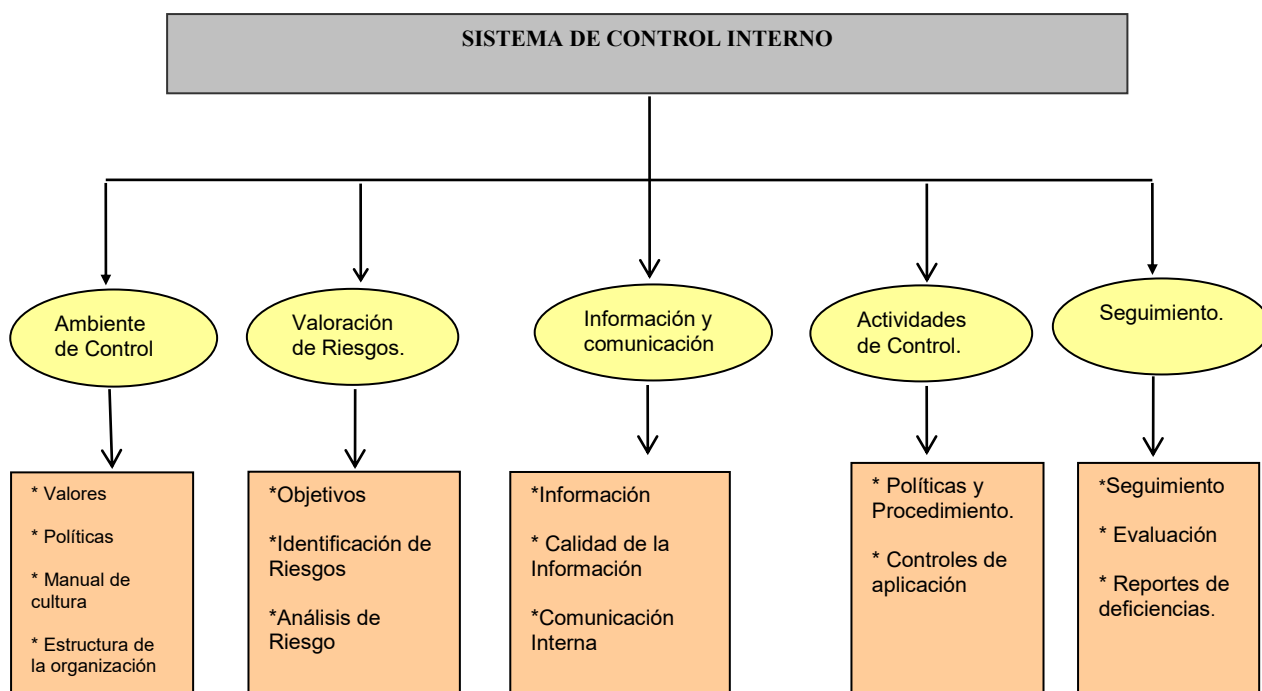 SISTEMA DE CONTROL INTERNO
Ambiente
de Control
Valoración
de Riesgos.
Información y
comunicación
Actividades
de Control.
Seguimiento.
* Valores
* Políticas
* Manual de
cultura
* Estructura de
la organización
*Objetivos
*Identificación de
Riesgos
*Análisis de
Riesgo
*Información
* Calidad de la
Información
*Comunicación
Interna
* Políticas y
Procedimiento.
* Controles de
aplicación
*Seguimiento
* Evaluación
* Reportes de
deficiencias.